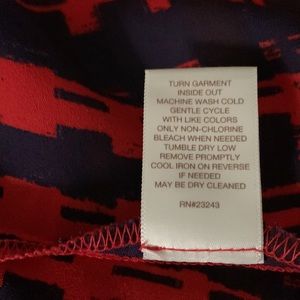 TURN GARMENT
INSIDE OUT
MACHINE WASH COLD
GENTLE CYCLE
WITH LIKE COLORS
ONLY NON-CHLORINE
BLEACH WHEN NEEDED
TUMBLE DRY LOW
REMOVE PROMPTLY
COOL IRON ON REVERSE
IF NEEDED
MAY BE DRY CLEANED
RN#23243